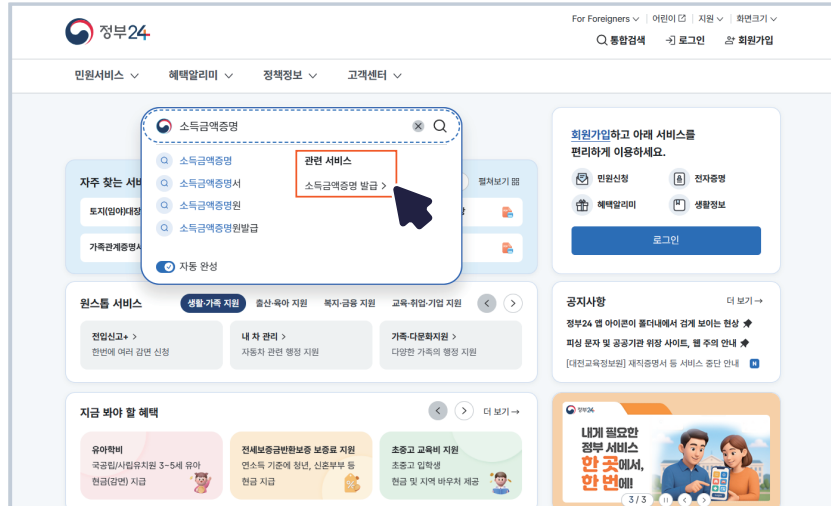 For Foreigners 어린이 지원 화면크기
정부24
통합검색 로그인 회원가입
민원서비스 혜택알리미 정책정보 고객센터
소득금액증명
소득금액증명
소득금액증명서
소득금액증명원
소득금액증명원발급
관련 서비스
소득금액증명 발급 >
자동 완성
자주 찾는 서비
펼쳐보기
토지(임야)대장
가족관계증명서
회원가입하고 아래 서비스를
편리하게 이용하세요.
민원신청 전자증명
혜택알리미 생활정보
로그인
원스톱 서비스 생활·가족 지원 출산·육아 지원 복지·금융 지원 교육·취업·기업 지원
전입신고+ >
한번에 여러 감면 신청
내 차 관리 >
자동차 관련 행정 지원
가족·다문화지원 >
다양한 가족의 행정 지원
공지사항 더 보기→
정부24 앱 아이콘이 폴더내에서 검게 보이는 현상
피싱 문자 및 공공기관 위장 사이트, 웹 주의 안내
[대전교육정보원] 재직증명서 등 서비스 중단 안내 N
지금 봐야 할 혜택 더 보기→
유아학비
국공립/사립유치원 3~5세 유아
현금(감면) 지급
전세보증금반환보증 보증료 지원
연소득 기준에 청년, 신혼부부 등
현금 지급
초중고 교육비 지원
초중고 입학생
현금 및 지역 바우처 제공
정부24
내게 필요한
정부 서비스
한 곳에서,
한 번에!
3 / 3